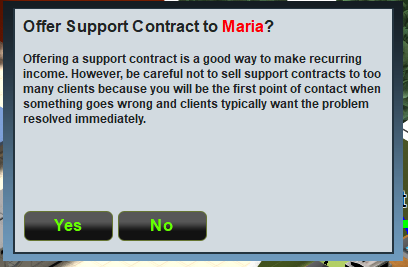 Offer Support Contract to Maria?
Offering a support contract is a good way to make recurring
income. However, be careful not to sell support contracts to too
many clients because you will be the first point of contact when
something goes wrong and clients typically want the problem
resolved immediately.
Yes No